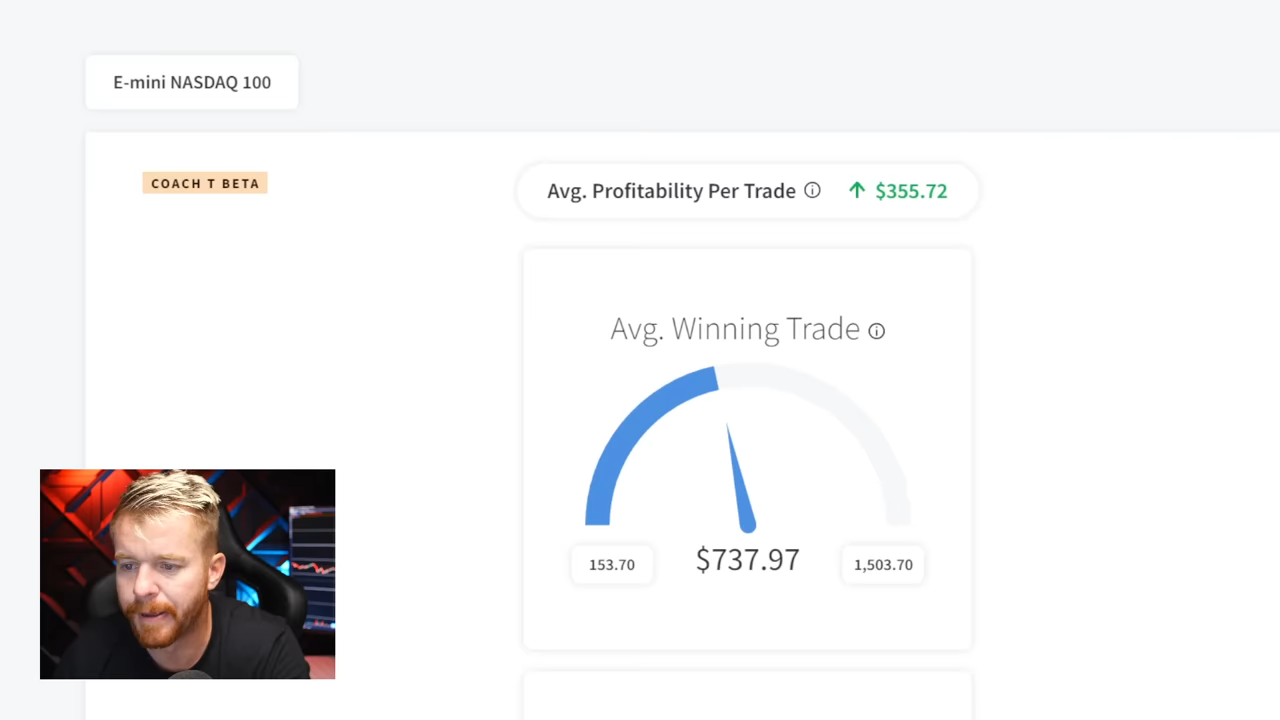 E-mini NASDAQ 100
COACH T BETA
Avg. Profitability Per Trade $355.72
Avg. Winning Trade
153.70
$737.97
1,503.70